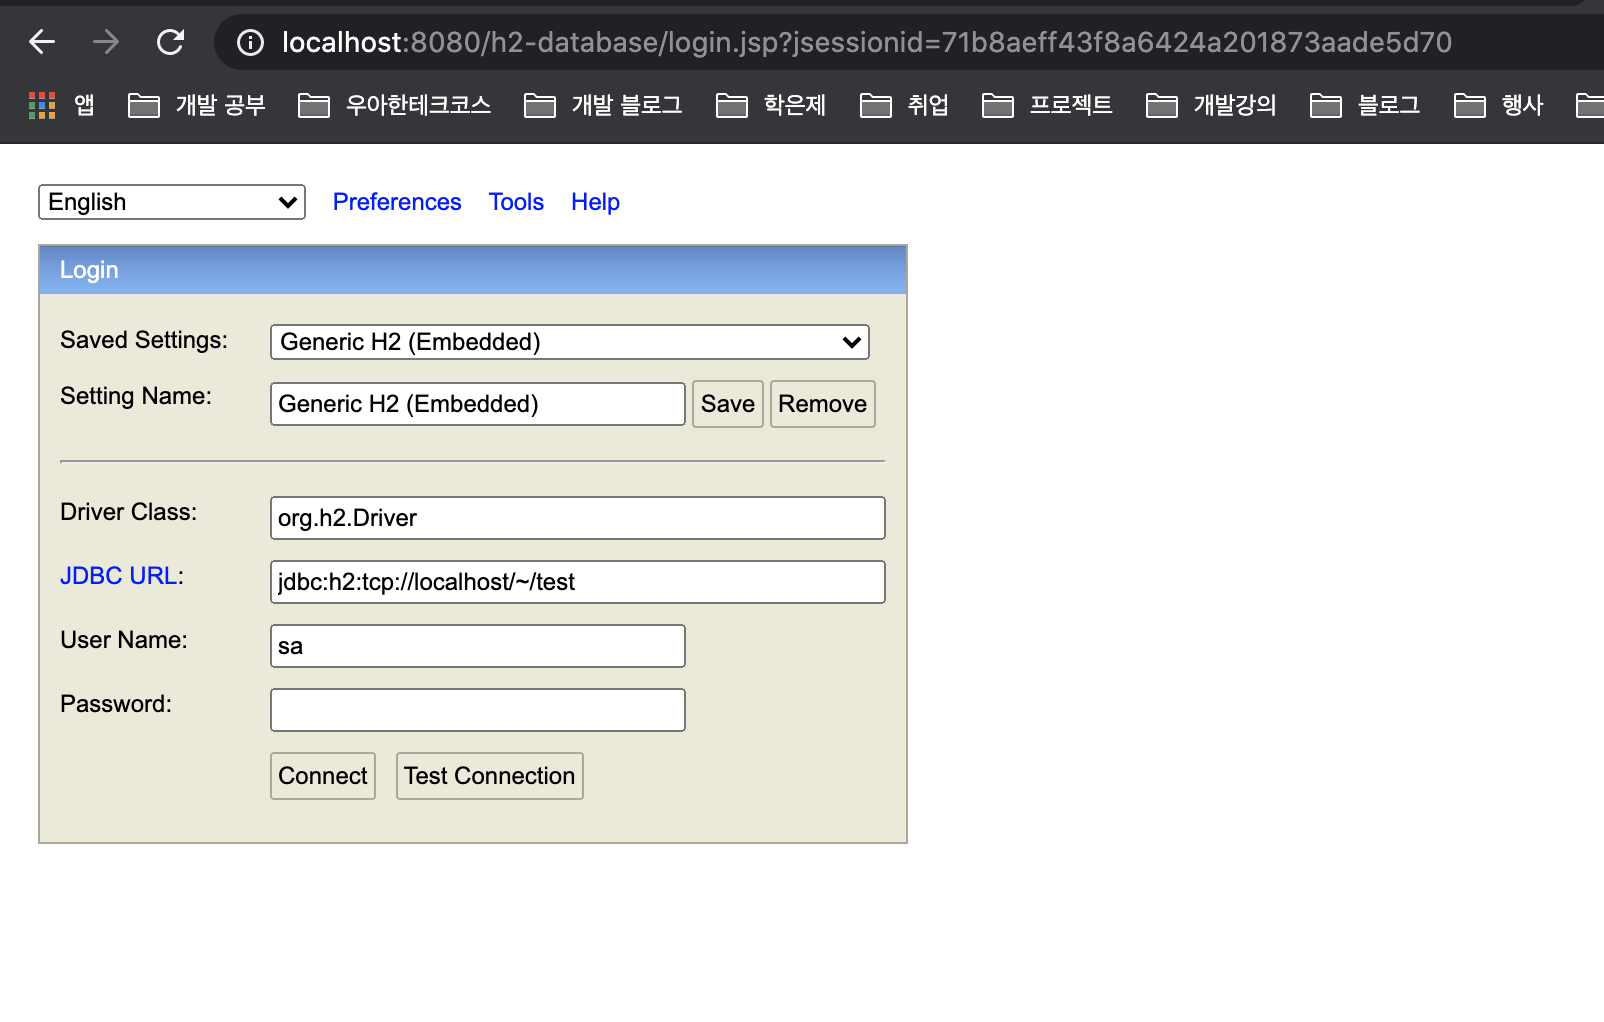 localhost:8080/h2-database/login.jsp?jsessionid=71b8aeff43f8a6424a201873aade5d70
앱 개발 공부 우아한테크코스 개발 블로그 학은제 취업 프로젝트 개발강의 블로그 행사
English Preferences Tools Help
Login
Saved Settings: Generic H2 (Embedded)
Setting Name: Generic H2 (Embedded) Save Remove
Driver Class: org.h2.Driver
JDBC URL: jdbc:h2:tcp://localhost/~/test
User Name: sa
Password:
Connect Test Connection